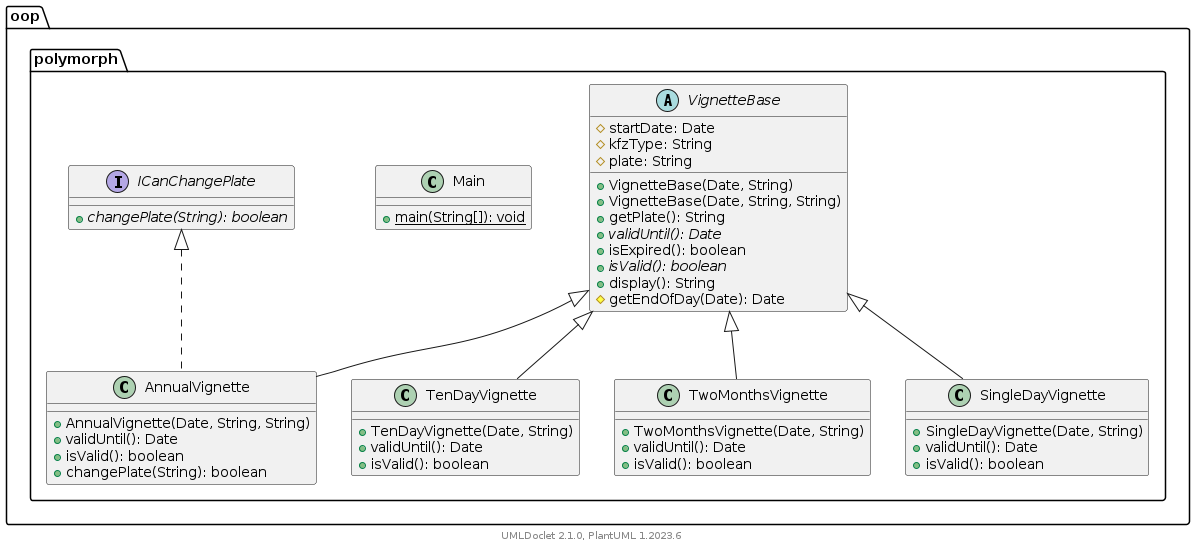 oop
polymorph
A VignetteBase
startDate: Date
kfzType: String
plate: String
VignetteBase(Date, String)
VignetteBase(Date, String, String)
getPlate(): String
validUntil(): Date
isExpired(): boolean
isValid(): boolean
display(): String
getEndOfDay(Date): Date
I ICanChangePlate
changePlate(String): boolean
C Main
main(String[]): void
C AnnualVignette
AnnualVignette(Date, String, String)
validUntil(): Date
isValid(): boolean
changePlate(String): boolean
C TenDayVignette
TenDayVignette(Date, String)
validUntil(): Date
isValid(): boolean
C TwoMonthsVignette
TwoMonthsVignette(Date, String)
validUntil(): Date
isValid(): boolean
C SingleDayVignette
SingleDayVignette(Date, String)
validUntil(): Date
isValid(): boolean
UMLDoclet 2.1.0, PlantUML 1.2023.6